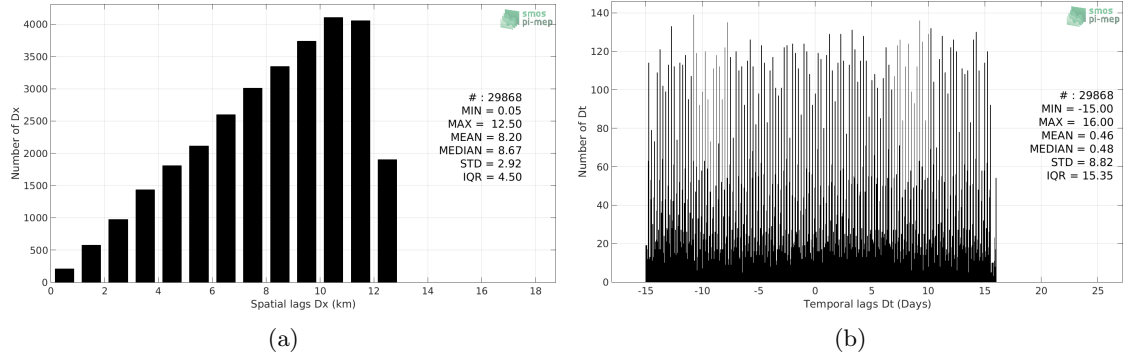 smos
pi-mep
4000
3500
3000
2500
2000
1500
1000
500
0
Number of Dx
# : 29868
MIN = 0.05
MAX = 12.50
MEAN = 8.20
MEDIAN = 8.67
STD = 2.92
IQR = 4.50
0 2 4 6 8 10 12 14 16 18
Spatial lags Dx (km)
(a)
smos
pi-mep
140
120
100
80
60
40
20
0
Number of Dt
# : 29868
MIN = -15.00
MAX = 16.00
MEAN = 0.46
MEDIAN = 0.48
STD = 8.82
IQR = 15.35
-15 -10 -5 0 5 10 15 20 25
Temporal lags Dt (Days)
(b)